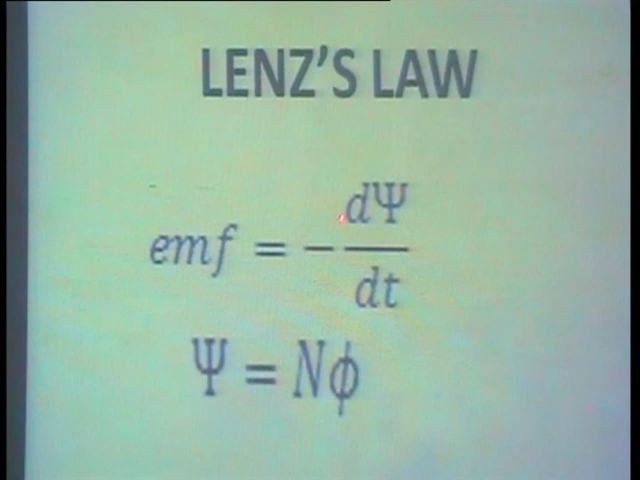 LENZ'S LAW
emf = − dΨ/dt
Ψ = Nϕ